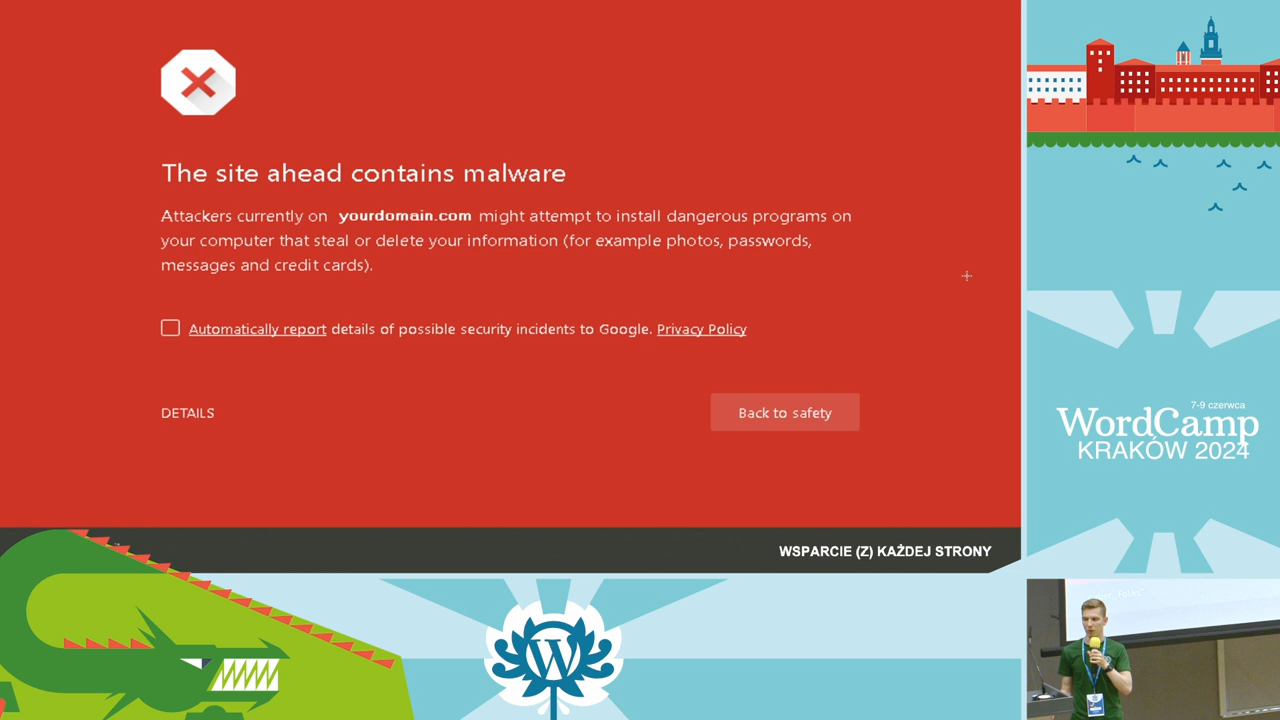 The site ahead contains malware
Attackers currently on yourdomain.com might attempt to install dangerous programs on
your computer that steal or delete your information (for example photos, passwords,
messages and credit cards).
Automatically report details of possible security incidents to Google. Privacy Policy
DETAILS
Back to safety
WSPARCIE (Z) KAŻDEJ STRONY
7-9 czerwca
WordCamp
KRAKÓW 2024
W